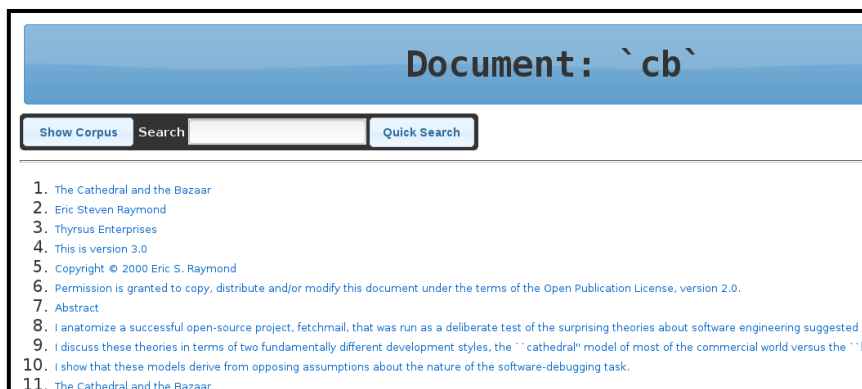 Document: `cb`
Show Corpus Search Quick Search
1. The Cathedral and the Bazaar
2. Eric Steven Raymond
3. Thyrsus Enterprises
4. This is version 3.0
5. Copyright © 2000 Eric S. Raymond
6. Permission is granted to copy, distribute and/or modify this document under the terms of the Open Publication License, version 2.0.
7. Abstract
8. I anatomize a successful open-source project, fetchmail, that was run as a deliberate test of the surprising theories about software engineering suggested
9. I discuss these theories in terms of two fundamentally different development styles, the ``cathedral'' model of most of the commercial world versus the ``
10. I show that these models derive from opposing assumptions about the nature of the software-debugging task.
11. The Cathedral and the Bazaar